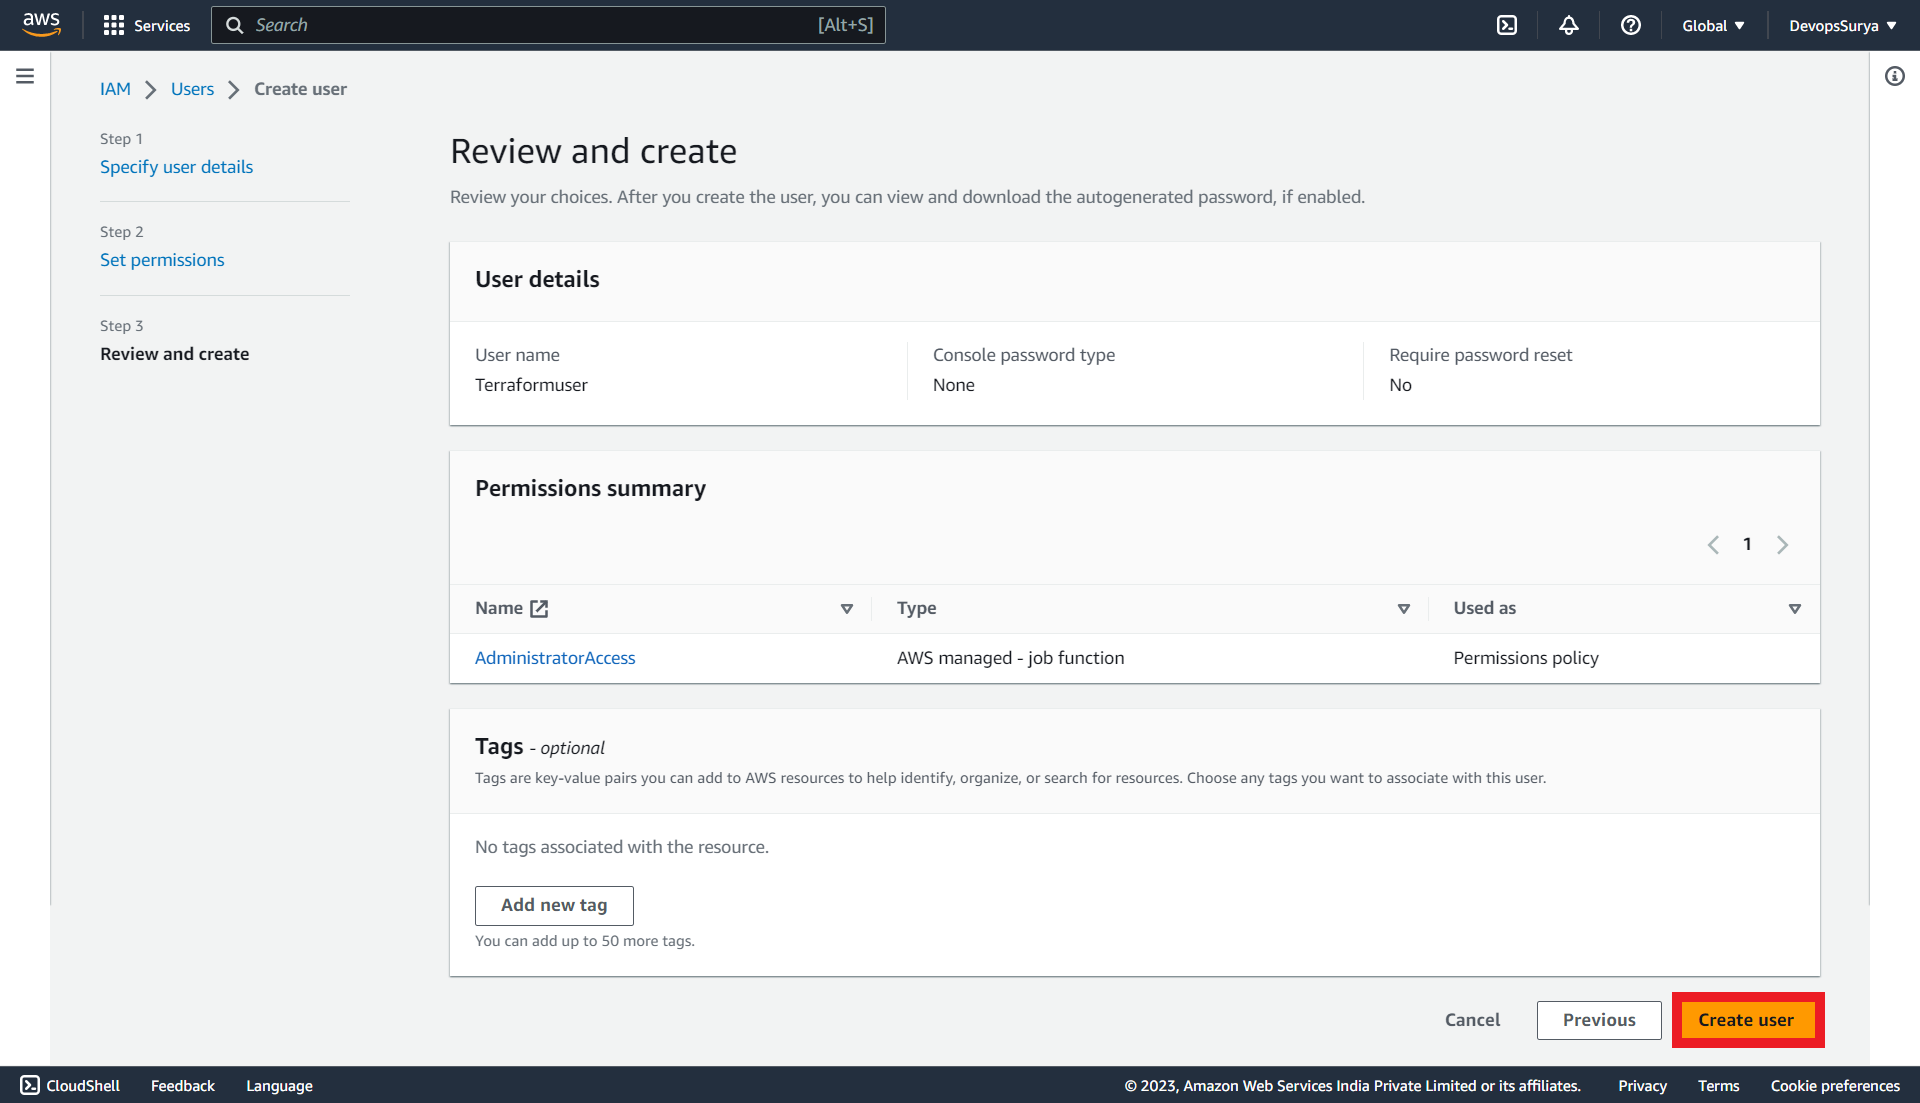 aws Services Search [Alt+S] Global DevopsSurya
IAM Users Create user
Step 1
Specify user details
Step 2
Set permissions
Step 3
Review and create
Review and create
Review your choices. After you create the user, you can view and download the autogenerated password, if enabled.
User details
User name Console password type Require password reset
Terraformuser None No
Permissions summary
1
Name Type Used as
AdministratorAccess AWS managed - job function Permissions policy
Tags - optional
Tags are key-value pairs you can add to AWS resources to help identify, organize, or search for resources. Choose any tags you want to associate with this user.
No tags associated with the resource.
Add new tag
You can add up to 50 more tags.
Cancel Previous Create user
CloudShell Feedback Language © 2023, Amazon Web Services India Private Limited or its affiliates. Privacy Terms Cookie preferences